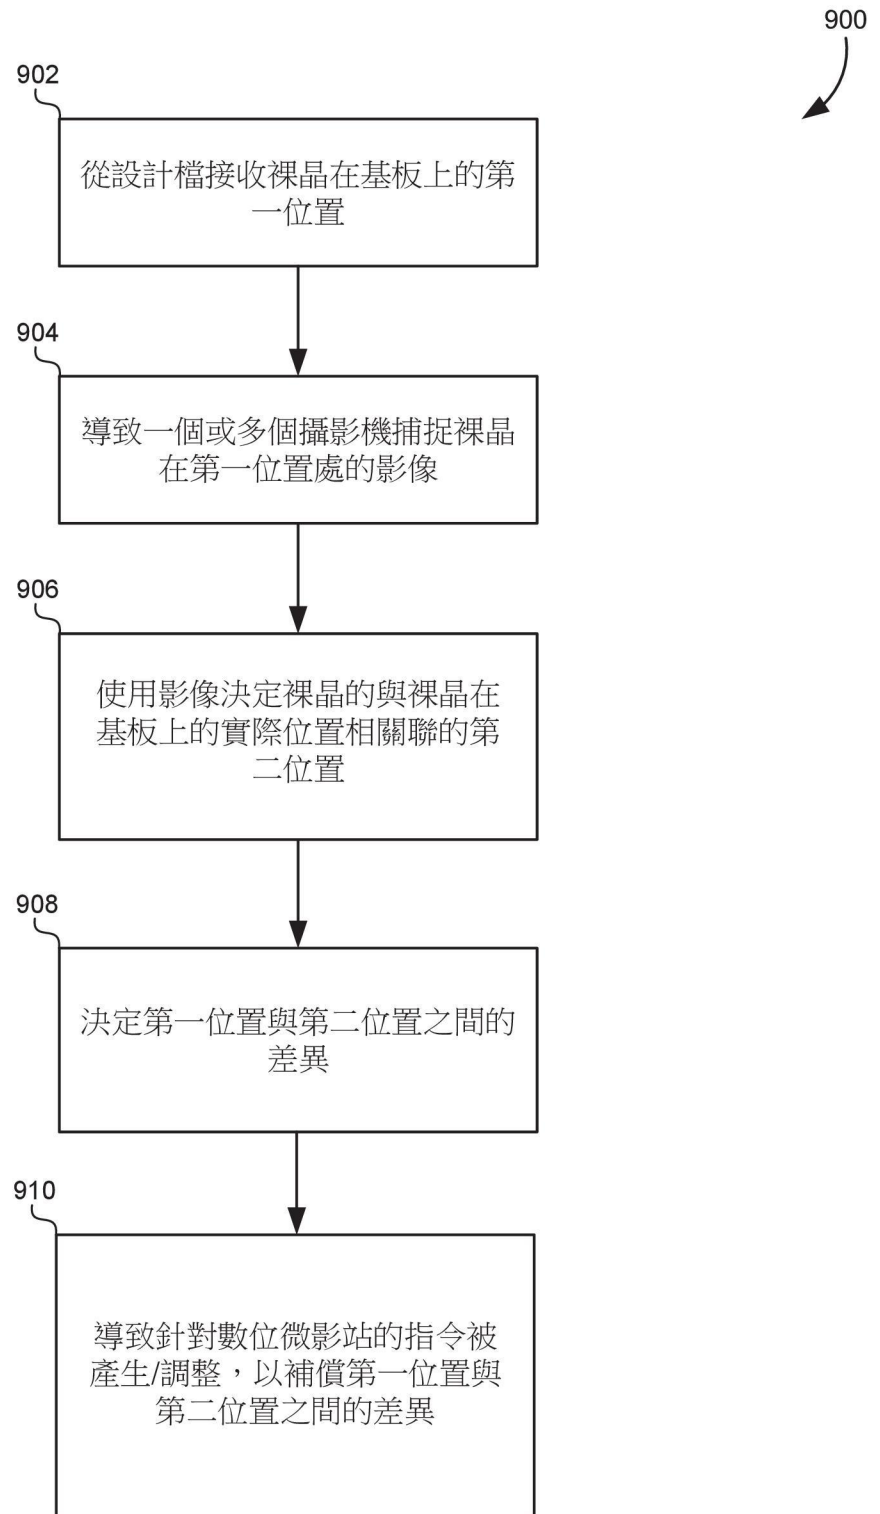 900
902
從設計檔接收裸晶在基板上的第
一位置
904
導致一個或多個攝影機捕捉裸晶
在第一位置處的影像
906
使用影像決定裸晶的與裸晶在
基板上的實際位置相關聯的第
二位置
908
決定第一位置與第二位置之間的
差異
910
導致針對數位微影站的指令被
產生/調整，以補償第一位置與
第二位置之間的差異